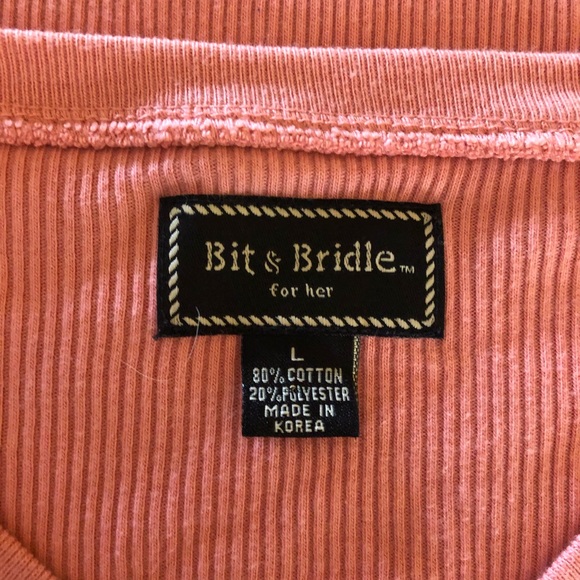 Bit & Bridle™
for her
L
80% COTTON
20% POLYESTER
MADE IN
KOREA